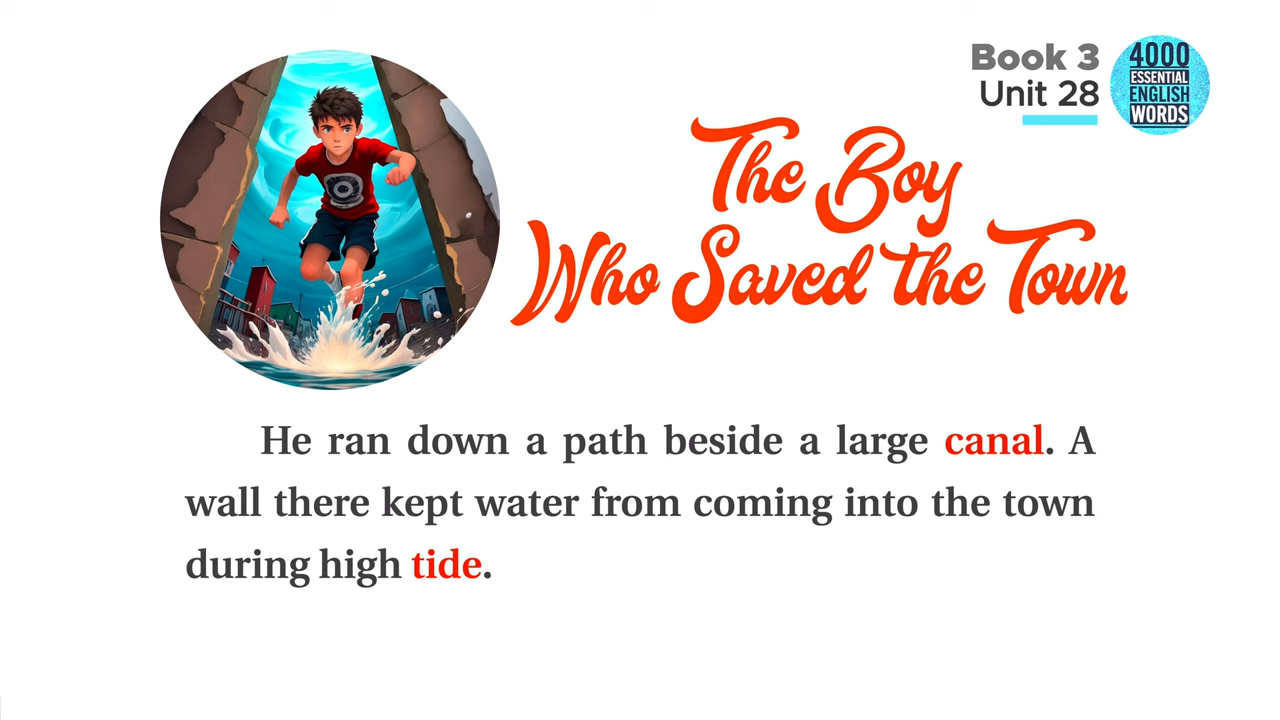 Book 3
Unit 28
4000
ESSENTIAL
ENGLISH
WORDS
The Boy
Who Saved the Town
He ran down a path beside a large canal. A
wall there kept water from coming into the town
during high tide.